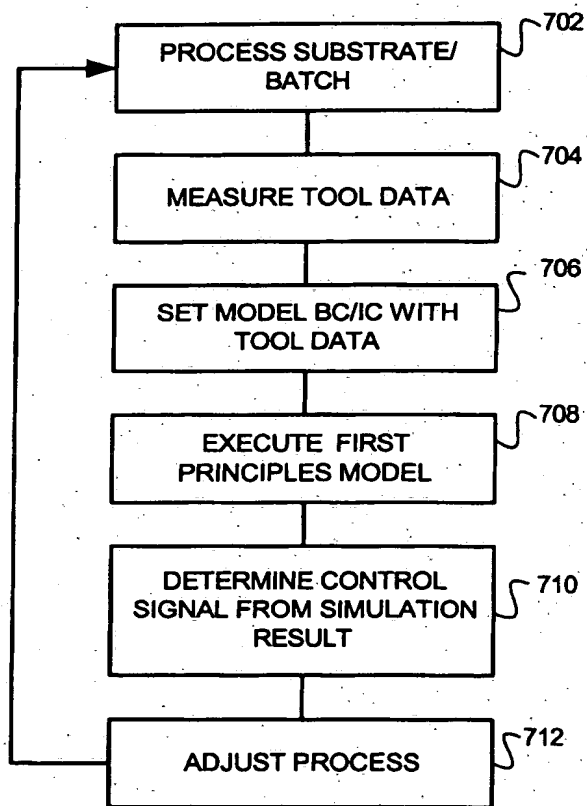 702
PROCESS SUBSTRATE/
BATCH
704
MEASURE TOOL DATA
706
SET MODEL BC/IC WITH
TOOL DATA
708
EXECUTE FIRST
PRINCIPLES MODEL
DETERMINE CONTROL
SIGNAL FROM SIMULATION
RESULT
710
ADJUST PROCESS
712